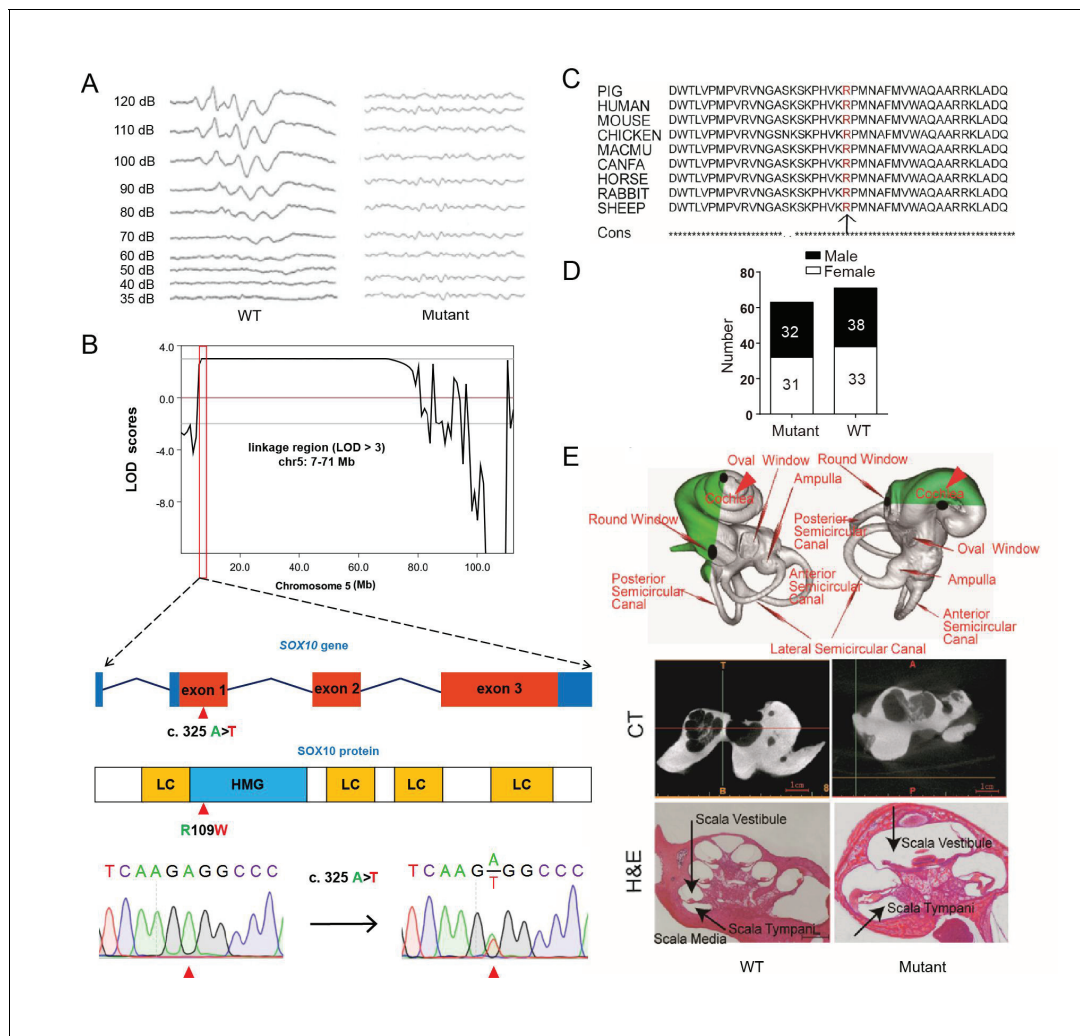 A
120 dB
110 dB
100 dB
90 dB
80 dB
70 dB
60 dB
50 dB
40 dB
35 dB
WT
Mutant
B
4.0
0.0
-4.0
-8.0
LOD scores
linkage region (LOD > 3)
chr5: 7-71 Mb
20.0 40.0 60.0 80.0 100.0
Chromosome 5 (Mb)
SOX10 gene
exon 1 exon 2 exon 3
c. 325 A>T
SOX10 protein
LC HMG LC LC LC
R109W
TCAAGAGGCCC
c. 325 A>T
TCAAG A/T GGCCC
C
PIG DWTLVPMPVRVNGASKSKPHVKRPMNAFMVWAQAARRKLADQ
HUMAN DWTLVPMPVRVNGASKSKPHVKRPMNAFMVWAQAARRKLADQ
MOUSE DWTLVPMPVRVNGASKSKPHVKRPMNAFMVWAQAARRKLADQ
CHICKEN DWTLVPMPVRVNGSNKSKPHVKRPMNAFMVWAQAARRKLADQ
MACMU DWTLVPMPVRVNGASKSKPHVKRPMNAFMVWAQAARRKLADQ
CANFA DWTLVPMPVRVNGASKSKPHVKRPMNAFMVWAQAARRKLADQ
HORSE DWTLVPMPVRVNGASKSKPHVKRPMNAFMVWAQAARRKLADQ
RABBIT DWTLVPMPVRVNGASKSKPHVKRPMNAFMVWAQAARRKLADQ
SHEEP DWTLVPMPVRVNGASKSKPHVKRPMNAFMVWAQAARRKLADQ
Cons *************..***************************
D
Male
Female
Number
80
60
40
20
0
32
31
38
33
Mutant
WT
E
Oval Window
Round Window
Cochlea
Ampulla
Round Window
Posterior Semicircular Canal
Anterior Semicircular Canal
Cochlea
Posterior Semicircular Canal
Oval Window
Ampulla
Anterior Semicircular Canal
Lateral Semicircular Canal
CT
T
B
8
1cm
A
P
1cm
H&E
Scala Vestibule
Scala Tympani
Scala Media
Scala Vestibule
Scala Tympani
WT
Mutant